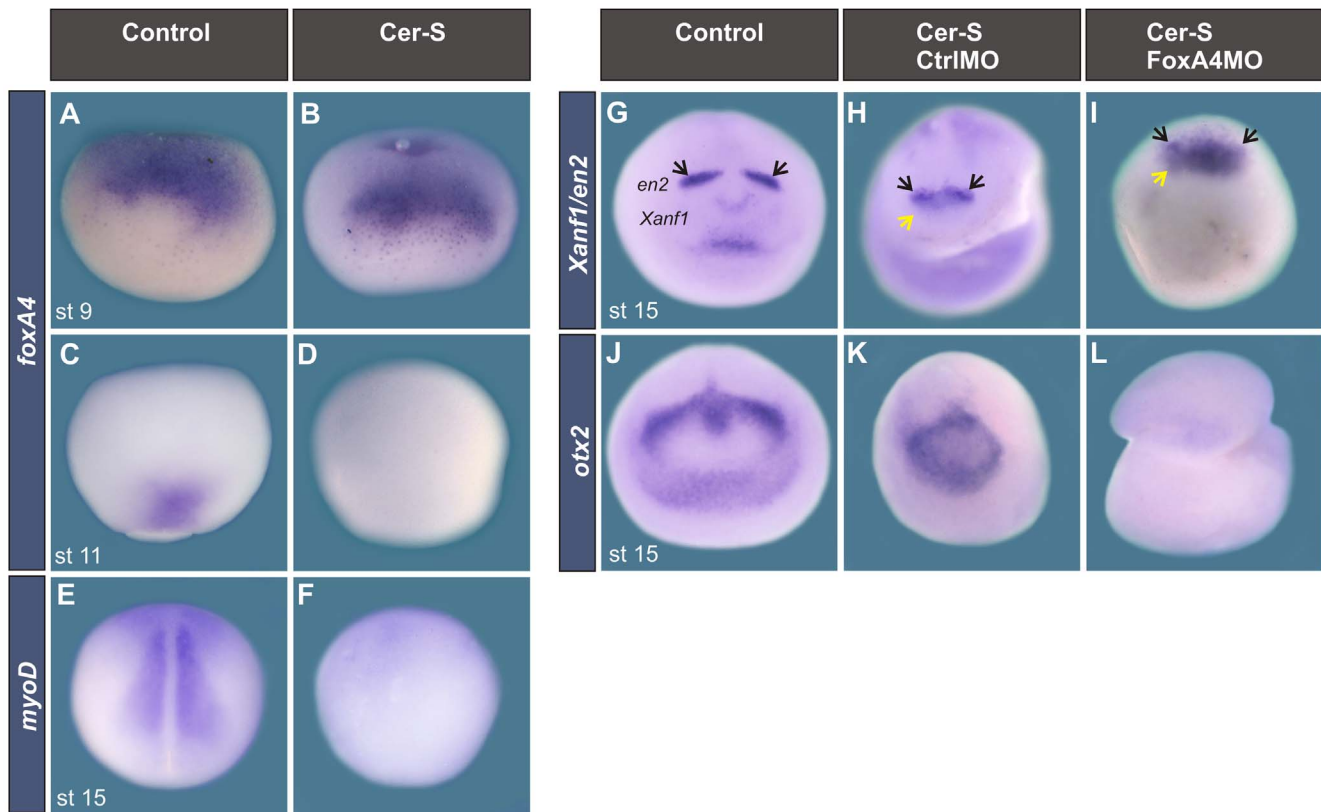 Control
Cer-S
Control
Cer-S
CtrlMO
Cer-S
FoxA4MO
foxA4
A
st 9
B
C
st 11
D
myoD
E
st 15
F
Xanf1/en2
G
en2
Xanf1
st 15
H
I
otx2
J
st 15
K
L